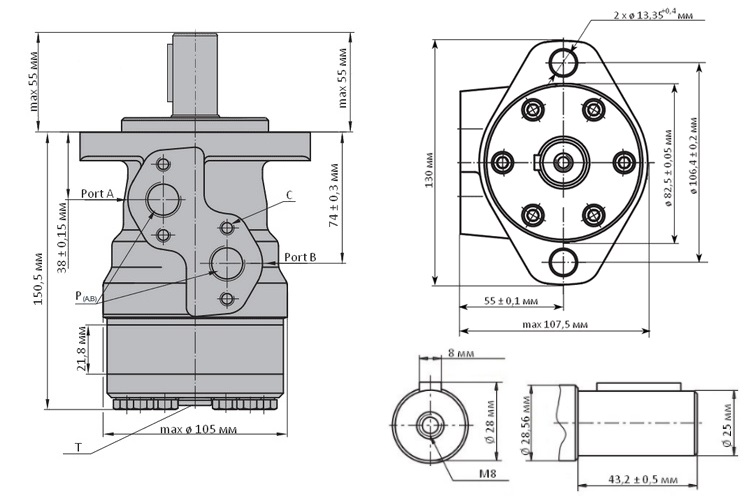 max 55 мм
max 55 мм
Port A
C
38 ± 0,15 мм
74 ± 0,3 мм
Port B
150,5 мм
P(A,B)
21,8 мм
max ø 105 мм
T
2 x ø 13,35+0,4 мм
130 мм
ø 82,5 ± 0,05 мм
ø 106,4 ± 0,2 мм
55 ± 0,1 мм
max 107,5 мм
8 мм
Ø 28 мм
M8
Ø 28,56 мм
Ø 25 мм
43,2 ± 0,5 мм